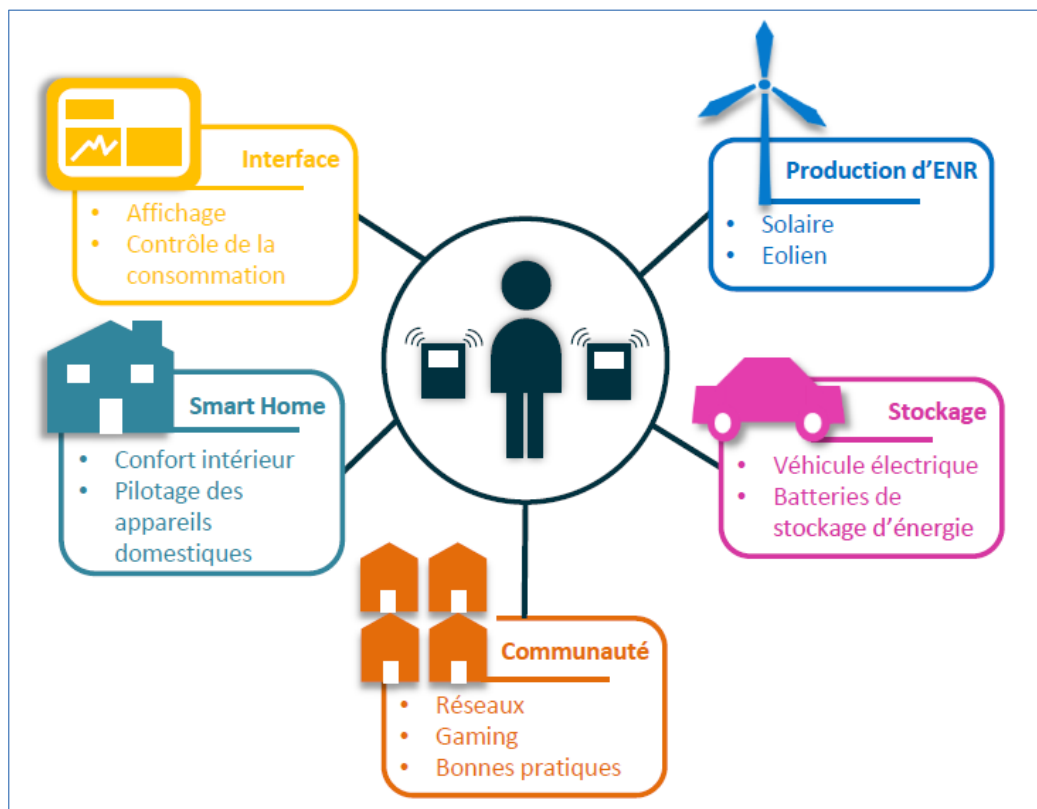 Interface
• Affichage
• Contrôle de la
consommation
Production d'ENR
• Solaire
• Eolien
Smart Home
• Confort intérieur
• Pilotage des
appareils
domestiques
Stockage
• Véhicule électrique
• Batteries de
stockage d'énergie
Communauté
• Réseaux
• Gaming
• Bonnes pratiques